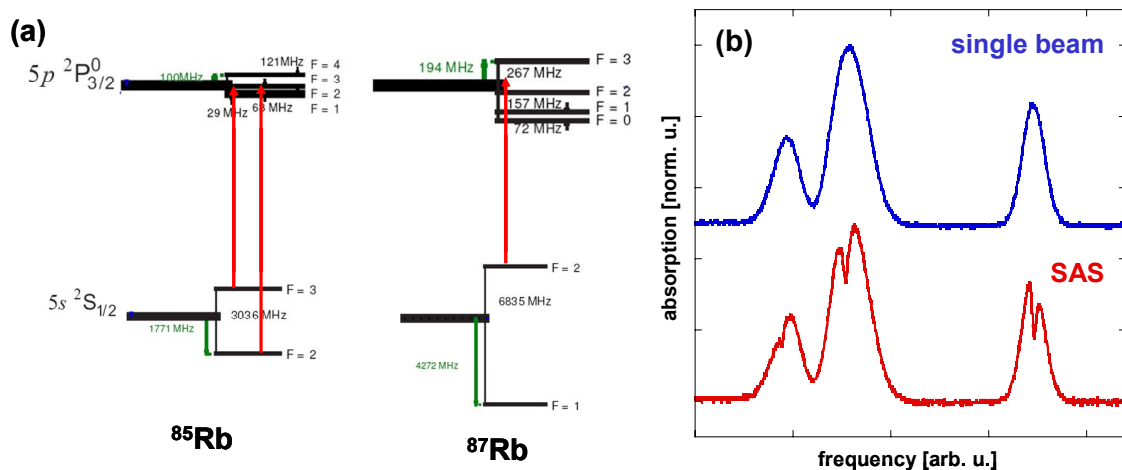 (a)
5p ²P⁰3/2
100MHz
121MHz
F = 4
F = 3
F = 2
F = 1
29 MHz
63 MHz
194 MHz
267 MHz
157 MHz
72 MHz
F = 3
F = 2
F = 1
F = 0
5s ²S1/2
1771 MHz
3036 MHz
F = 3
F = 2
4272 MHz
6835 MHz
F = 2
F = 1
⁸⁵Rb
⁸⁷Rb
(b)
single beam
SAS
absorption [norm. u.]
frequency [arb. u.]